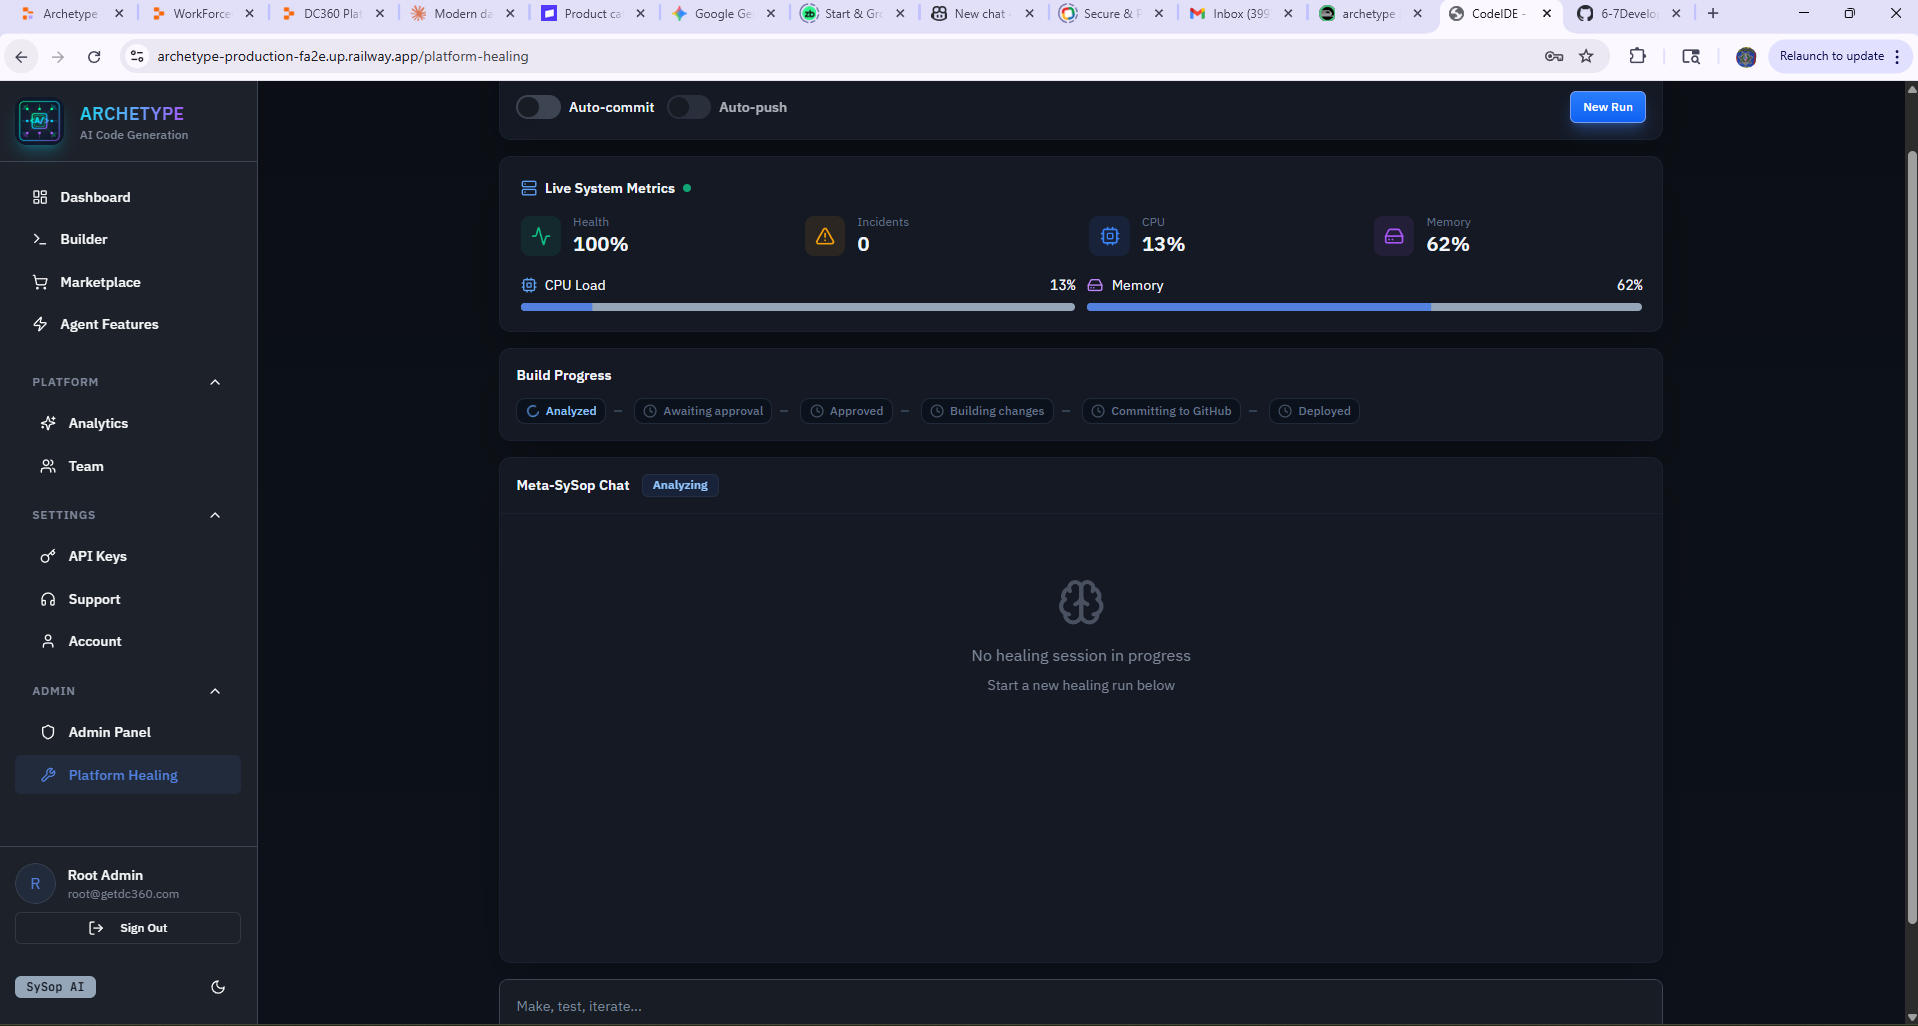 Archetype
WorkForce
DC360 Pla
Modern da
Product ca
Google Ge
Start & Gr
New chat
Secure & P
Inbox (399
archetype
CodeIDE -
6-7Develo
archetype-production-fa2e.up.railway.app/platform-healing
Relaunch to update
ARCHETYPE
AI Code Generation
Dashboard
Builder
Marketplace
Agent Features
PLATFORM
Analytics
Team
SETTINGS
API Keys
Support
Account
ADMIN
Admin Panel
Platform Healing
R
Root Admin
root@getdc360.com
Sign Out
SySop AI
Auto-commit
Auto-push
New Run
Live System Metrics
Health
100%
Incidents
0
CPU
13%
Memory
62%
CPU Load
13%
Memory
62%
Build Progress
Analyzed
Awaiting approval
Approved
Building changes
Committing to GitHub
Deployed
Meta-SySop Chat
Analyzing
No healing session in progress
Start a new healing run below
Make, test, iterate...